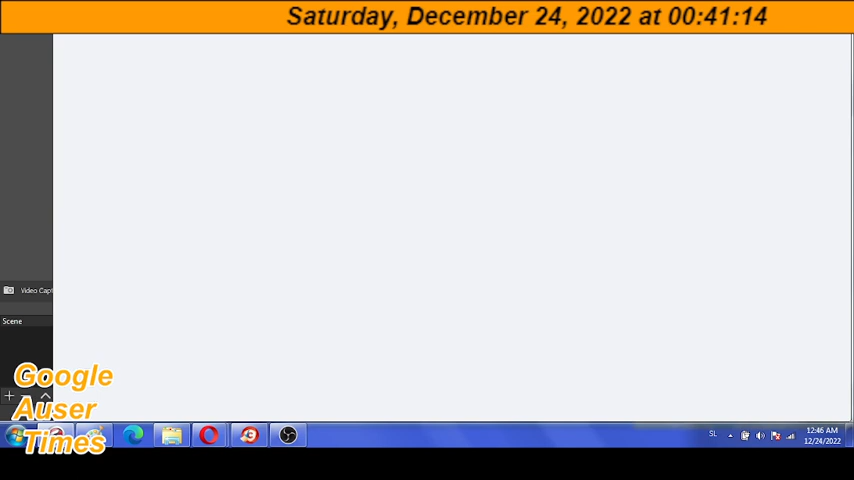 Saturday, December 24, 2022 at 00:41:14
Video Capt
Scene
Google
Auser
Times
SL
12:46 AM
12/24/2022